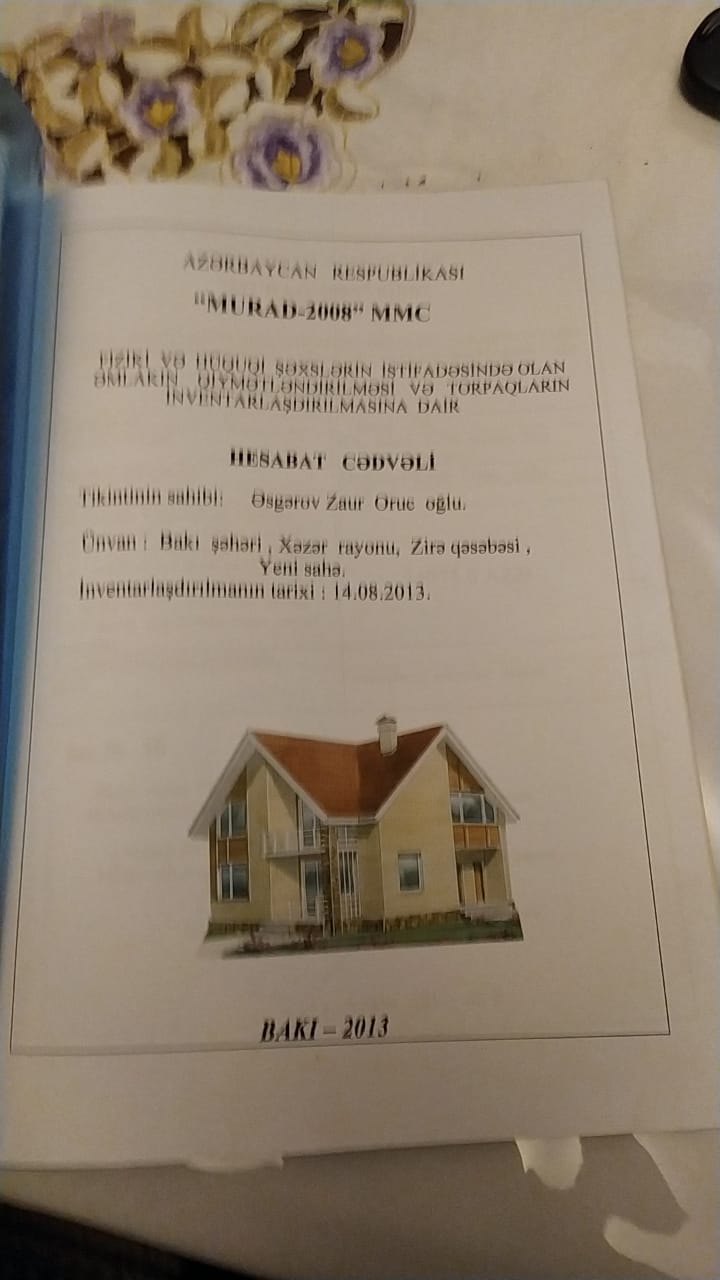 AZƏRBAYCAN RESPUBLİKASI
"MURAD-2008" MMC
FİZİKİ VƏ HÜQUQİ ŞƏXSLƏRİN İSTİFADƏSİNDƏ OLAN
ƏMLAKIN QİYMƏTLƏNDİRİLMƏSİ VƏ TORPAQLARIN
İNVENTARLAŞDIRILMASINA DAİR
HESABAT CƏDVƏLİ
Tikintinin sahibi: Əsgərov Zaur Oruc oğlu.
Ünvan : Bakı şəhəri , Xəzər rayonu, Zirə qəsəbəsi ,
Yeni sahə.
İnventarlaşdırılmanın tarixi : 14.08.2013.
BAKI – 2013